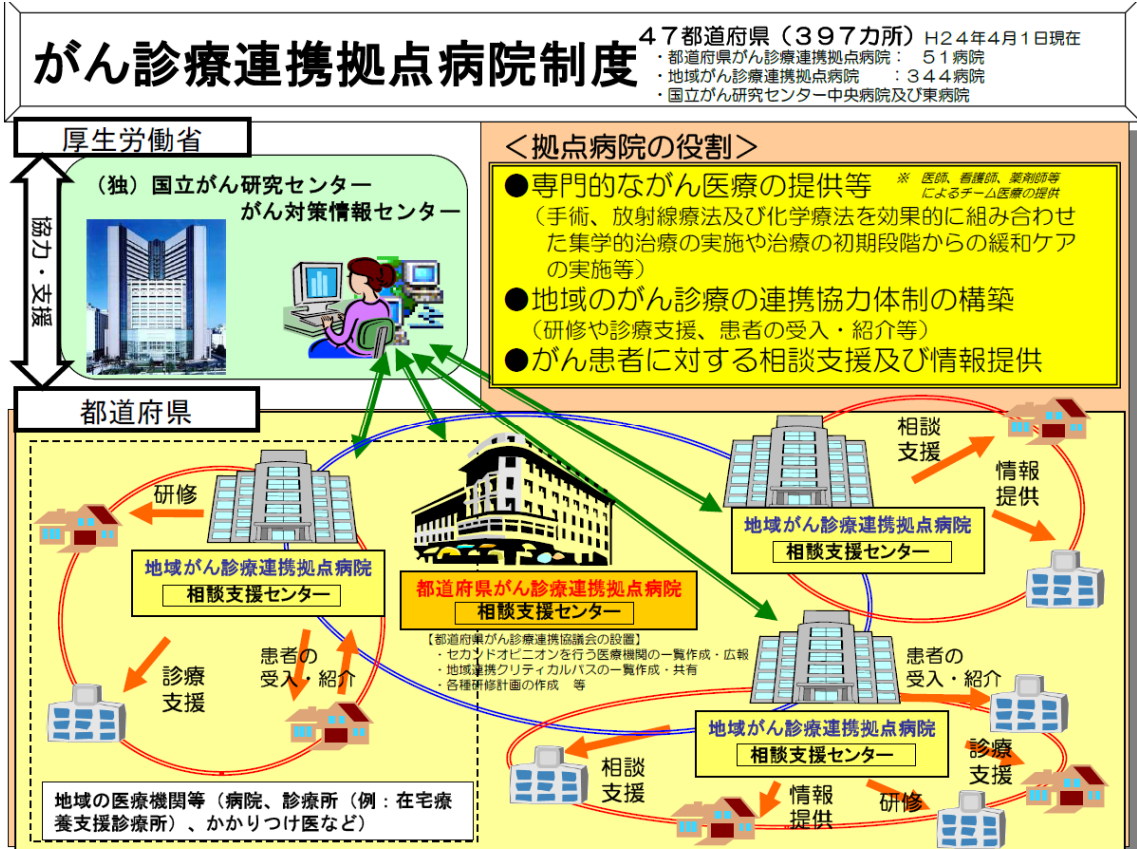 がん診療連携拠点病院制度
47都道府県（397カ所）H24年4月1日現在
・都道府県がん診療連携拠点病院： 51病院
・地域がん診療連携拠点病院 ：344病院
・国立がん研究センター中央病院及び東病院
厚生労働省
協力・支援
（独）国立がん研究センター
がん対策情報センター
＜拠点病院の役割＞
●専門的ながん医療の提供等 ※ 医師、看護師、薬剤師等
によるチーム医療の提供
（手術、放射線療法及び化学療法を効果的に組み合わせ
た集学的治療の実施や治療の初期段階からの緩和ケア
の実施等）
●地域のがん診療の連携協力体制の構築
（研修や診療支援、患者の受入・紹介等）
●がん患者に対する相談支援及び情報提供
都道府県
研修
地域がん診療連携拠点病院
相談支援センター
診療
支援
患者の
受入・紹介
地域の医療機関等（病院、診療所（例：在宅療
養支援診療所）、かかりつけ医など）
都道府県がん診療連携拠点病院
相談支援センター
【都道府県がん診療連携協議会の設置】
・セカンドオピニオンを行う医療機関の一覧作成・広報
・地域連携クリティカルパスの一覧作成・共有
・各種研修計画の作成 等
相談
支援
情報
提供
地域がん診療連携拠点病院
相談支援センター
患者の
受入・紹介
地域がん診療連携拠点病院
相談支援センター
診療
支援
相談
支援
情報
提供
研修